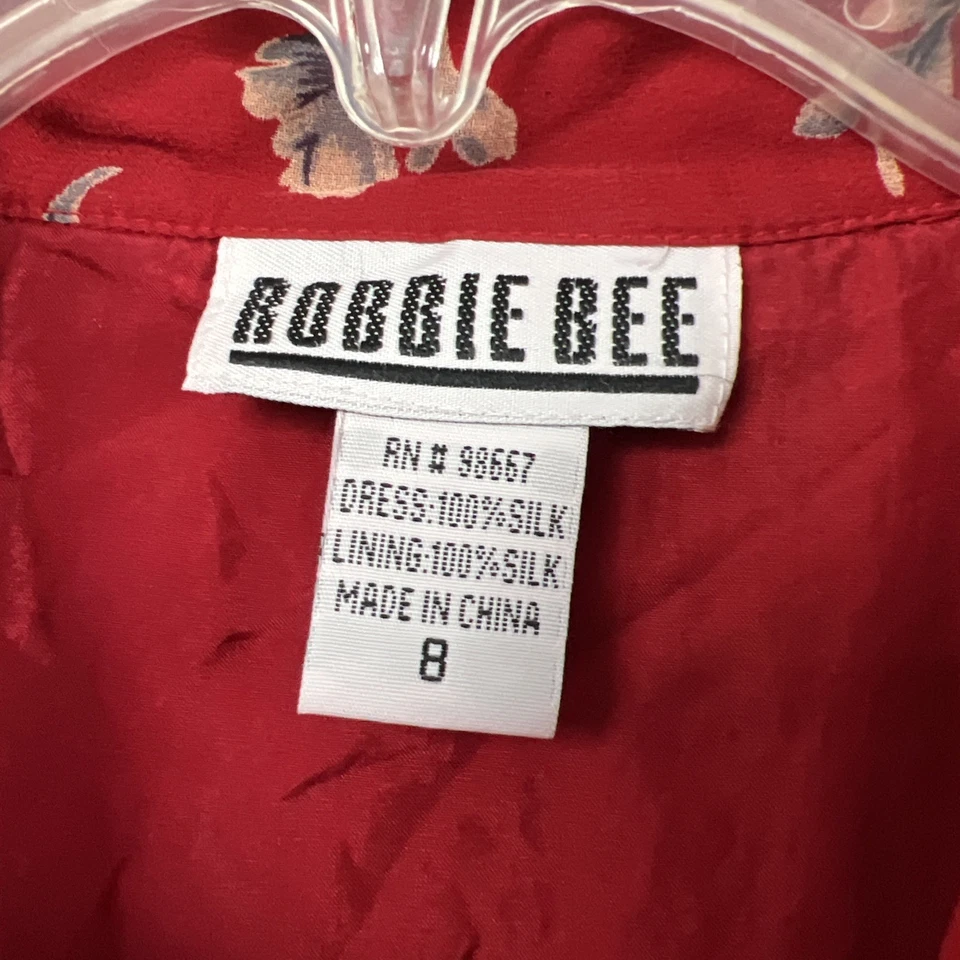 ROBBIE BEE
RN # 98667
DRESS:100%SILK
LINING:100%SILK
MADE IN CHINA
8